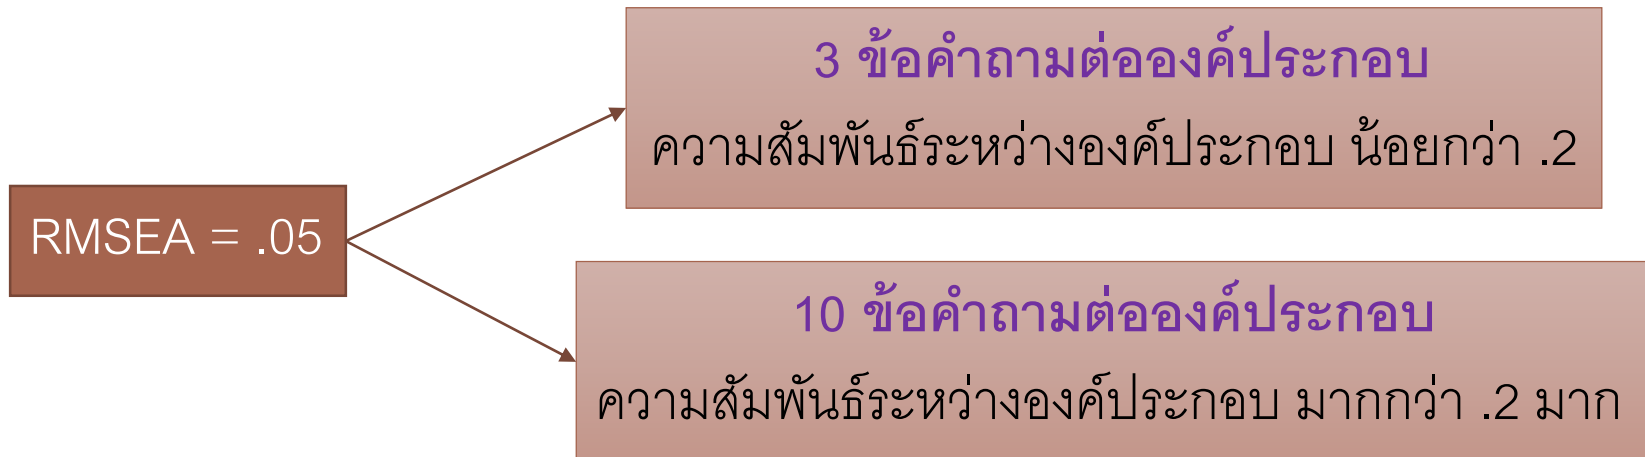 RMSEA = .05
3 ข้อคำถามต่อองค์ประกอบ
ความสัมพันธ์ระหว่างองค์ประกอบ น้อยกว่า .2
10 ข้อคำถามต่อองค์ประกอบ
ความสัมพันธ์ระหว่างองค์ประกอบ มากกว่า .2 มาก